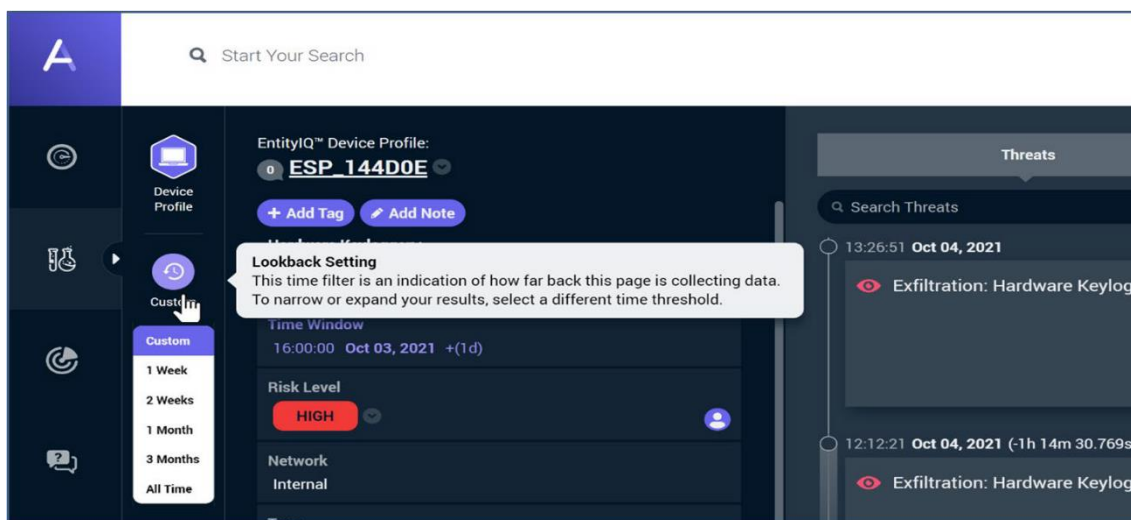 Start Your Search
EntityIQ™ Device Profile:
0 ESP_144D0E
Device
Profile
+ Add Tag
Add Note
Lookback Setting
This time filter is an indication of how far back this page is collecting data.
To narrow or expand your results, select a different time threshold.
Custom
Custom
1 Week
2 Weeks
1 Month
3 Months
All Time
Time Window
16:00:00 Oct 03, 2021 +(1d)
Risk Level
HIGH
Network
Internal
Threats
Search Threats
13:26:51 Oct 04, 2021
Exfiltration: Hardware Keylog
12:12:21 Oct 04, 2021 (-1h 14m 30.769s
Exfiltration: Hardware Keylog